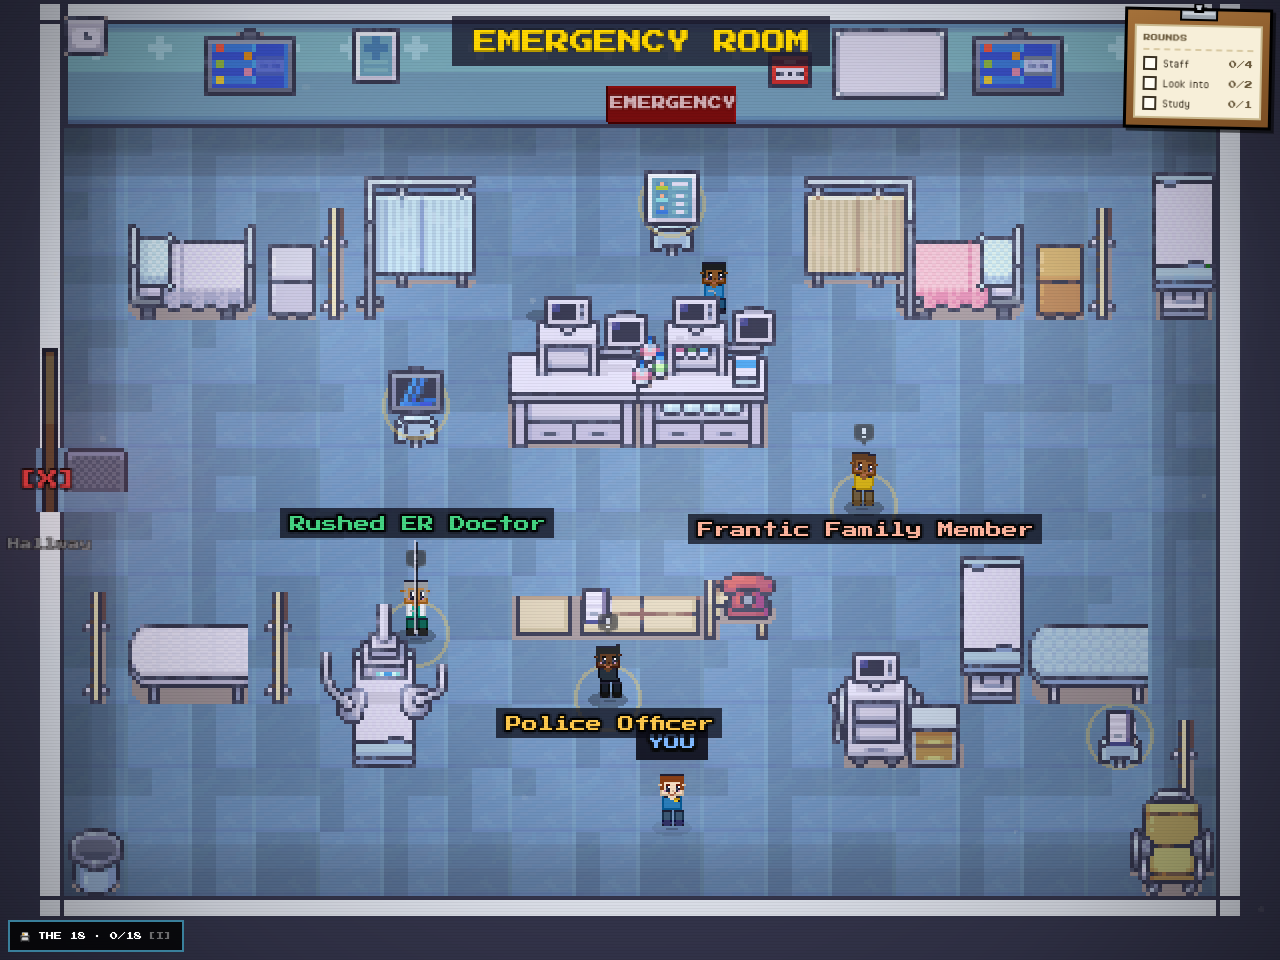 EMERGENCY ROOM
EMERGENCY
ROUNDS
Staff 0/4
Look into 0/2
Study 0/1
[X]
Hallway
Rushed ER Doctor
Frantic Family Member
Police Officer
YOU
THE 18 · 0/18 [I]